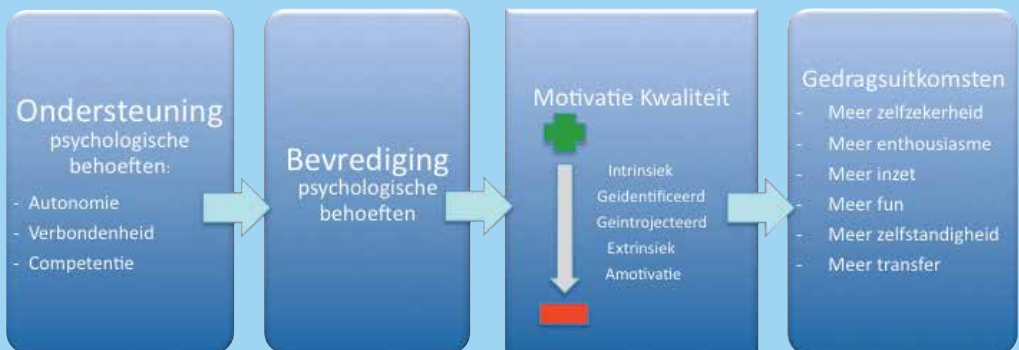 Ondersteuning
psychologische
behoeften:
- Autonomie
- Verbondenheid
- Competentie
Bevrediging
psychologische
behoeften
Motivatie Kwaliteit
Intrinsiek
Geidentificeerd
Geintrojecteerd
Extrinsiek
Amotivatie
Gedragsuitkomsten
- Meer zelfzekerheid
- Meer enthousiasme
- Meer inzet
- Meer fun
- Meer zelfstandigheid
- Meer transfer